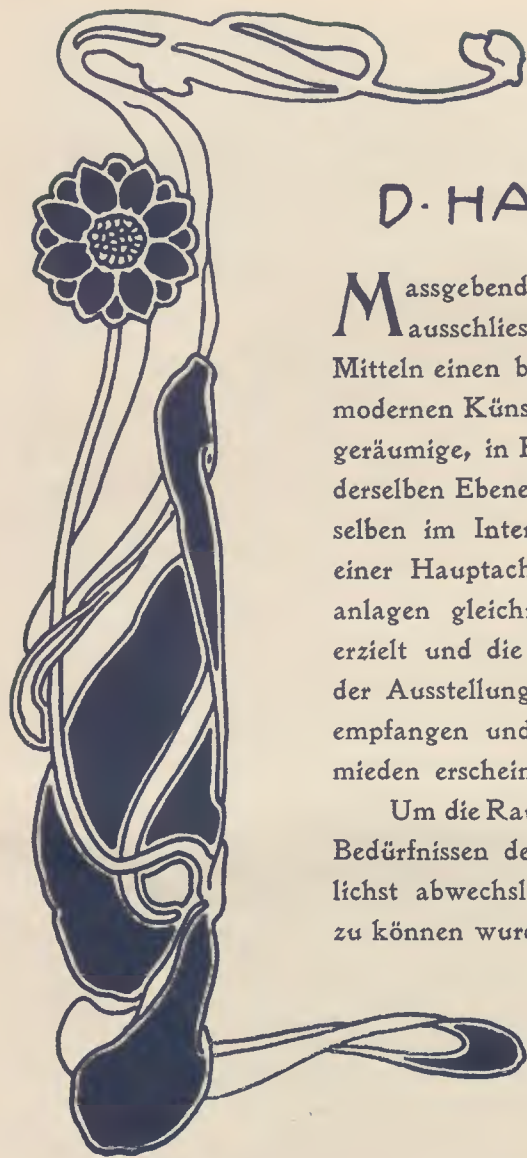 D. HA
Massgebend
ausschlies
Mitteln einen b
modernen Küns
geräumige, in
derselben Ebene
selben im Inter
einer Hauptach
anlagen gleich
erzielt und die
der Ausstellung
empfangen und
mieden erschein
Um die Ra
Bedürfnissen de
lichst abwechsl
zu können wurd